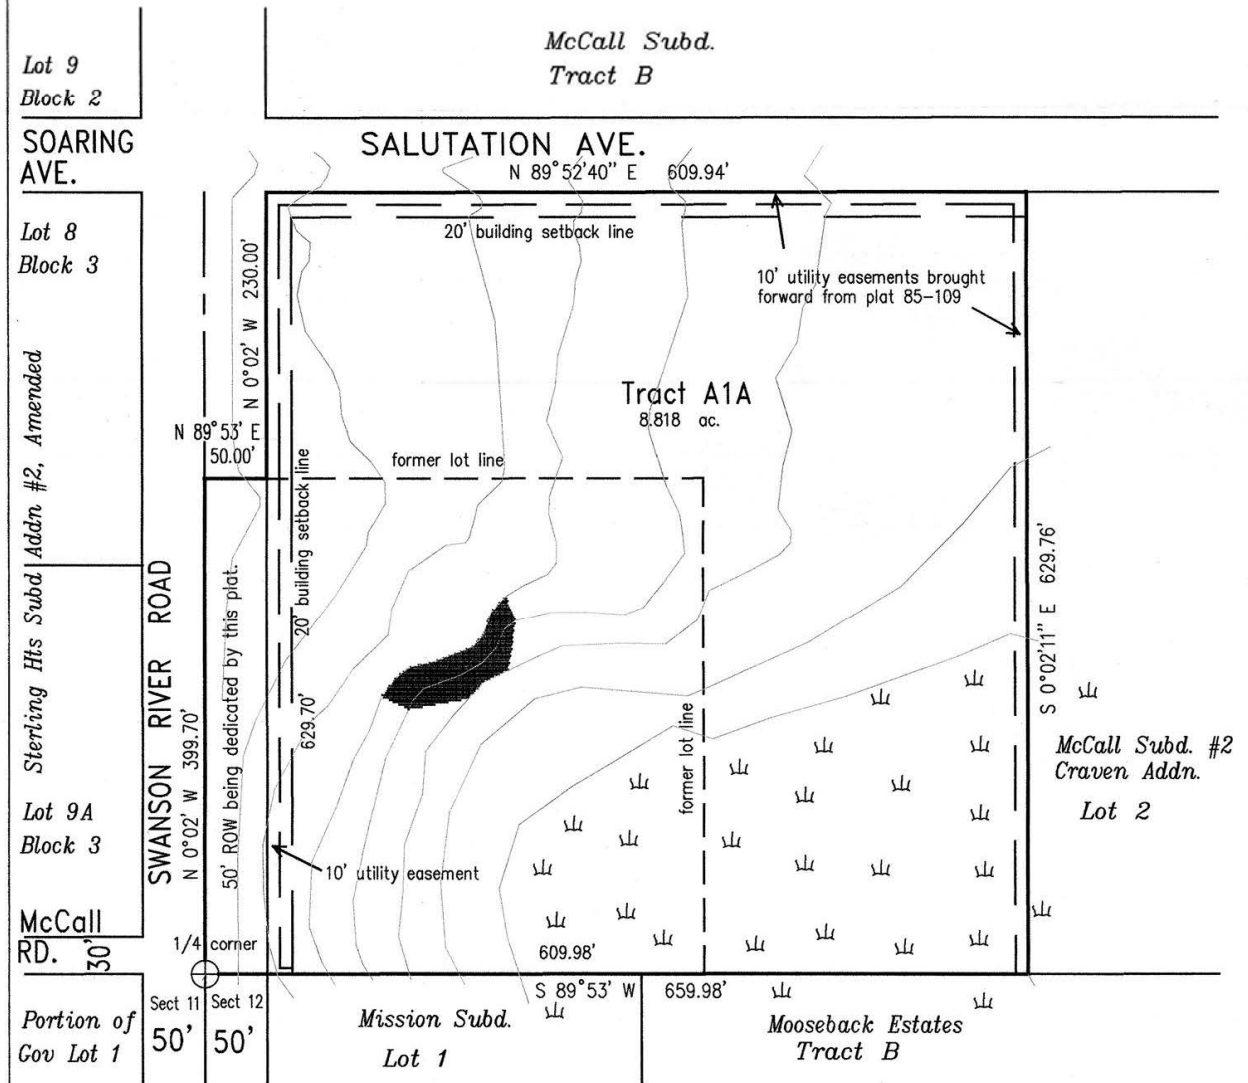 McCall Subd.
Tract B
Lot 9
Block 2
SOARING
AVE.
SALUTATION AVE.
N 89°52'40" E 609.94'
Lot 8
Block 3
20' building setback line
N 0°02' W 230.00'
10' utility easements brought
forward from plat 85-109
Tract A1A
8.818 ac.
N 89°53' E
50.00'
former lot line
Sterling Hts Subd Addn #2, Amended
20' building setback line
SWANSON RIVER ROAD
N 0°02' W 399.70'
50' ROW being dedicated by this plat.
629.70'
former lot line
S 0°02'11" E 629.76'
McCall Subd. #2
Craven Addn.
Lot 2
Lot 9A
Block 3
10' utility easement
McCall
RD. 30'
1/4 corner
609.98'
S 89°53' W 659.98'
Sect 11 Sect 12
50' 50'
Portion of
Gov Lot 1
Mission Subd.
Lot 1
Mooseback Estates
Tract B